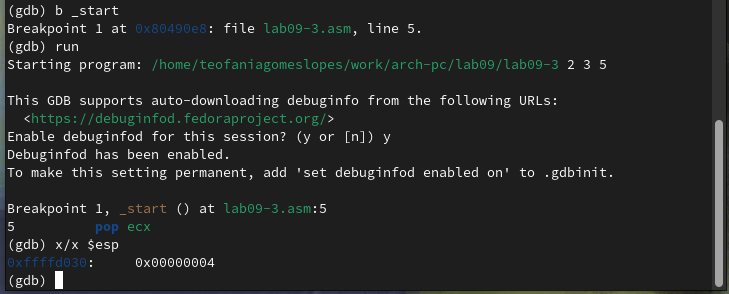 (gdb) b _start
Breakpoint 1 at 0x80490e8: file lab09-3.asm, line 5.
(gdb) run
Starting program: /home/teofaniagomeslopes/work/arch-pc/lab09/lab09-3 2 3 5

This GDB supports auto-downloading debuginfo from the following URLs:
  <https://debuginfod.fedoraproject.org/>
Enable debuginfod for this session? (y or [n]) y
Debuginfod has been enabled.
To make this setting permanent, add 'set debuginfod enabled on' to .gdbinit.

Breakpoint 1, _start () at lab09-3.asm:5
5          pop ecx
(gdb) x/x $esp
0xffffd030:     0x00000004
(gdb)